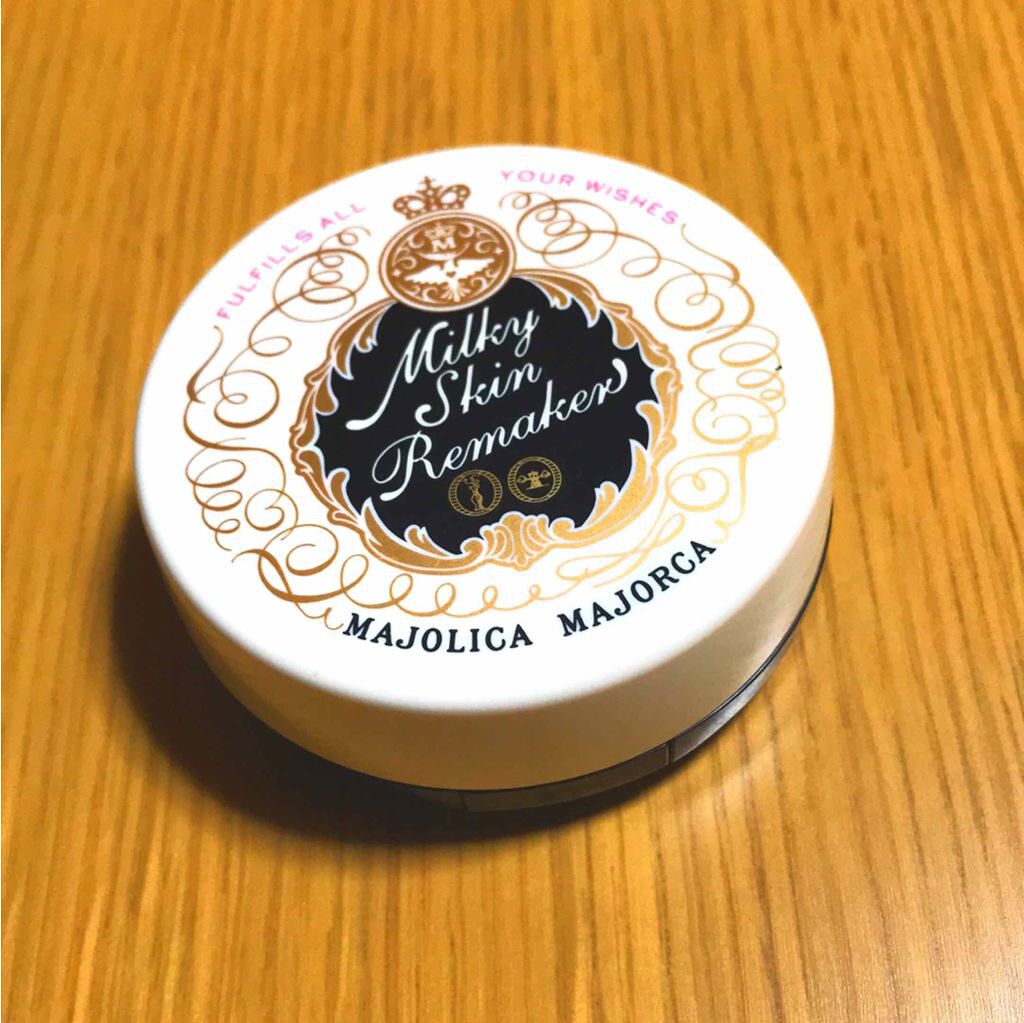 FULFILLS ALL
YOUR WISHES
M
Milky
Skin
Remaker
MAJOLICA MAJORCA